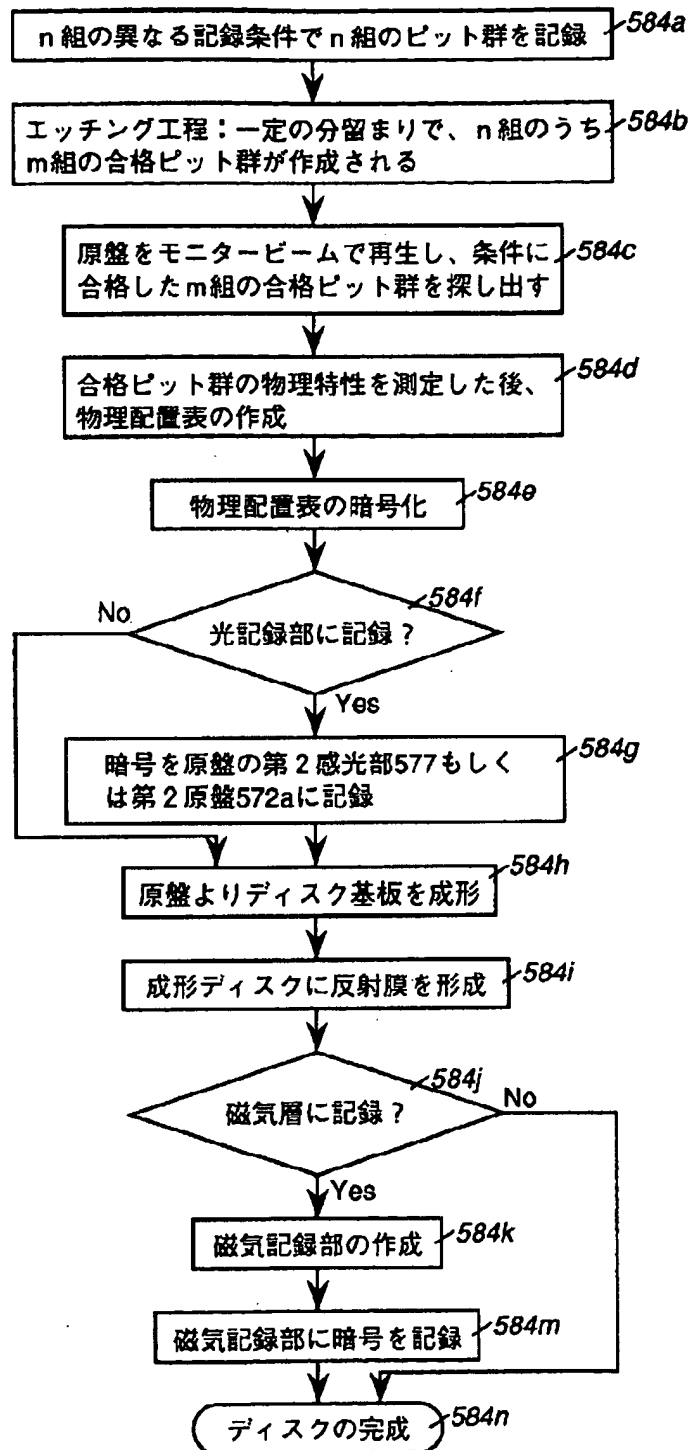 n組の異なる記録条件でn組のピット群を記録
584a
エッチング工程：一定の分留まりで、n組のうち
m組の合格ピット群が作成される
584b
原盤をモニタービームで再生し、条件に
合格したm組の合格ピット群を探し出す
584c
合格ピット群の物理特性を測定した後、
物理配置表の作成
584d
物理配置表の暗号化
584e
光記録部に記録？
584f
No
Yes
暗号を原盤の第２感光部577もしく
は第２原盤572aに記録
584g
原盤よりディスク基板を成形
584h
成形ディスクに反射膜を形成
584i
磁気層に記録？
584j
No
Yes
磁気記録部の作成
584k
磁気記録部に暗号を記録
584m
ディスクの完成
584n